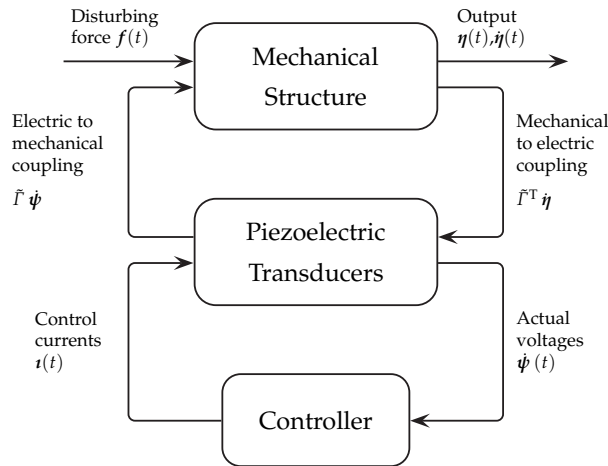 Disturbing
force f(t)
Output
η(t),η̇(t)
Mechanical
Structure
Electric to
mechanical
coupling
Γ̃ ψ̇
Mechanical
to electric
coupling
Γ̃ᵀ η̇
Piezoelectric
Transducers
Control
currents
ι(t)
Actual
voltages
ψ̇ (t)
Controller